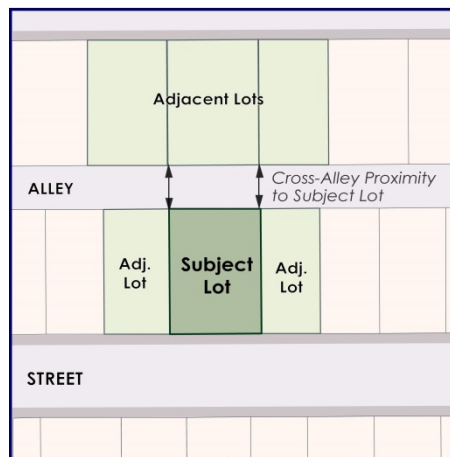 Adjacent Lots
ALLEY
Cross-Alley Proximity
to Subject Lot
Adj.
Lot
Subject
Lot
Adj.
Lot
STREET